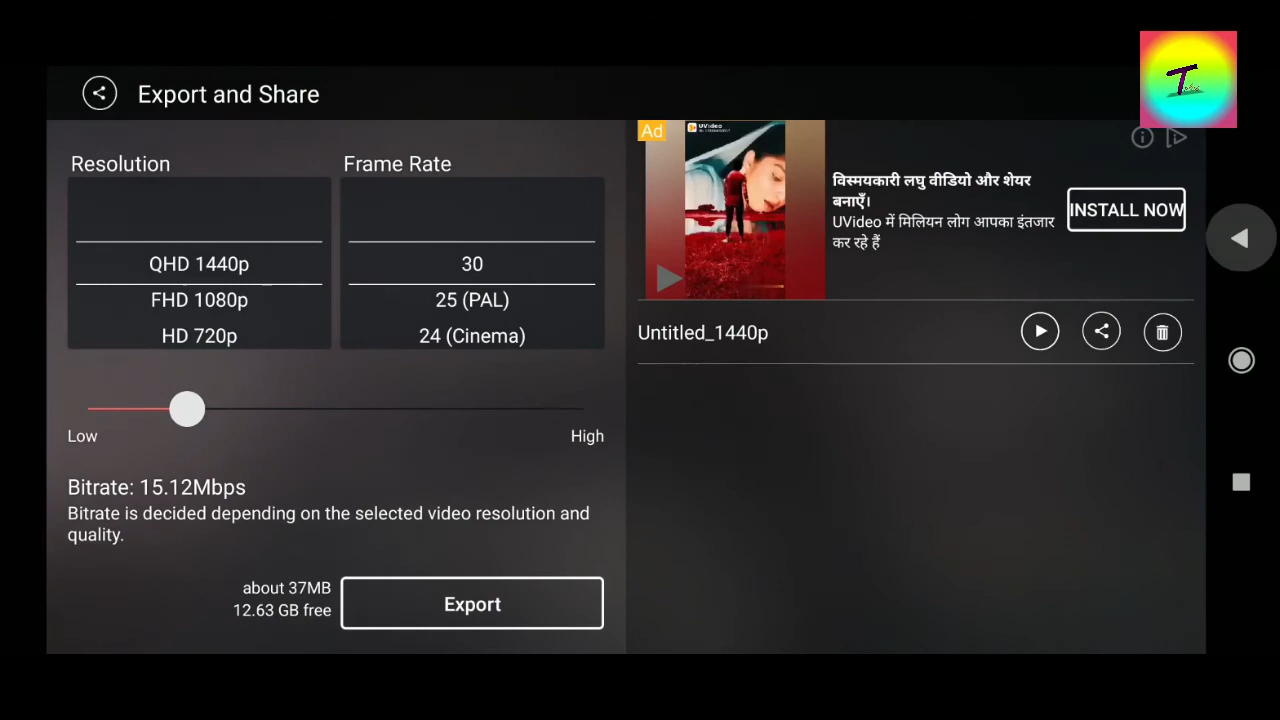 Export and Share
Resolution
Frame Rate
QHD 1440p
FHD 1080p
HD 720p
30
25 (PAL)
24 (Cinema)
Low
High
Bitrate: 15.12Mbps
Bitrate is decided depending on the selected video resolution and
quality.
about 37MB
12.63 GB free
Export
Ad
UVideo
विस्मयकारी लघु वीडियो और शेयर
बनाएँ।
UVideo में मिलियन लोग आपका इंतजार
कर रहे हैं
INSTALL NOW
Untitled_1440p